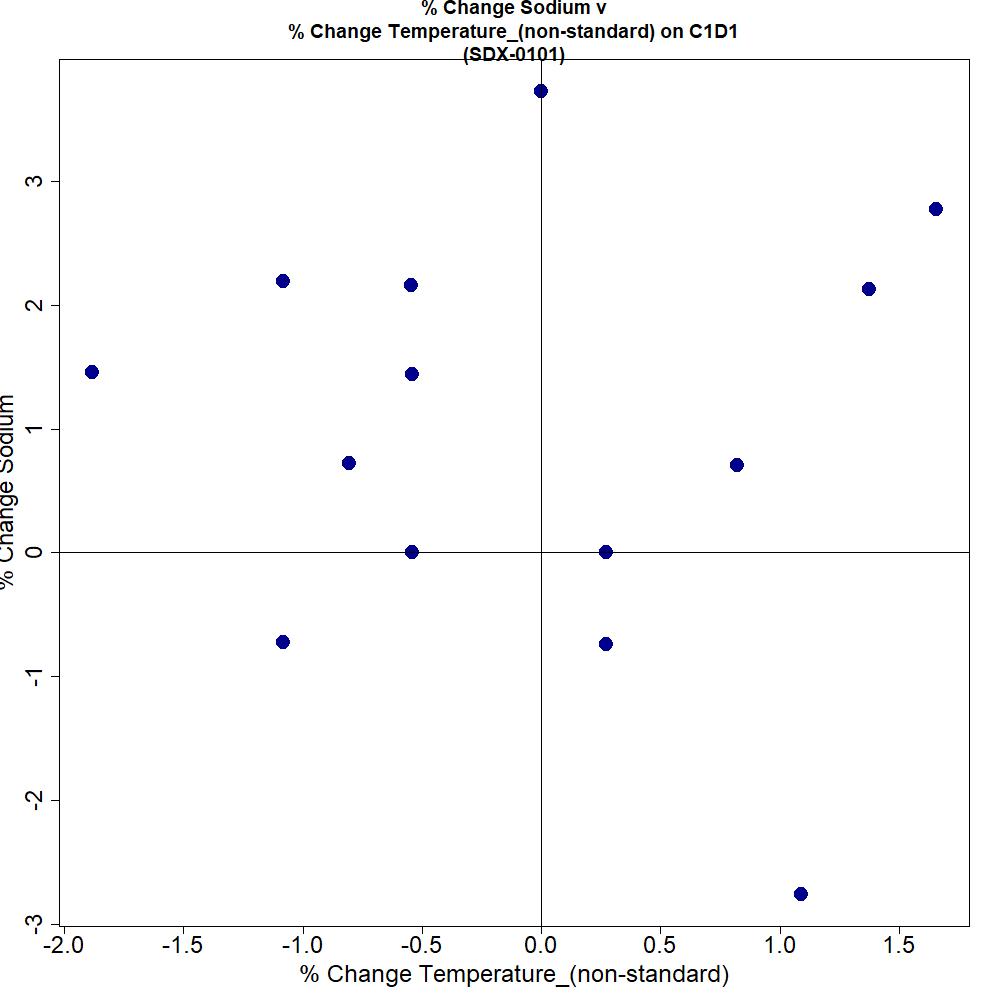 % Change Sodium v
% Change Temperature_(non-standard) on C1D1
(SDX-0101)
% Change Sodium
3
2
1
0
-1
-2
-3
-2.0 -1.5 -1.0 -0.5 0.0 0.5 1.0 1.5
% Change Temperature_(non-standard)